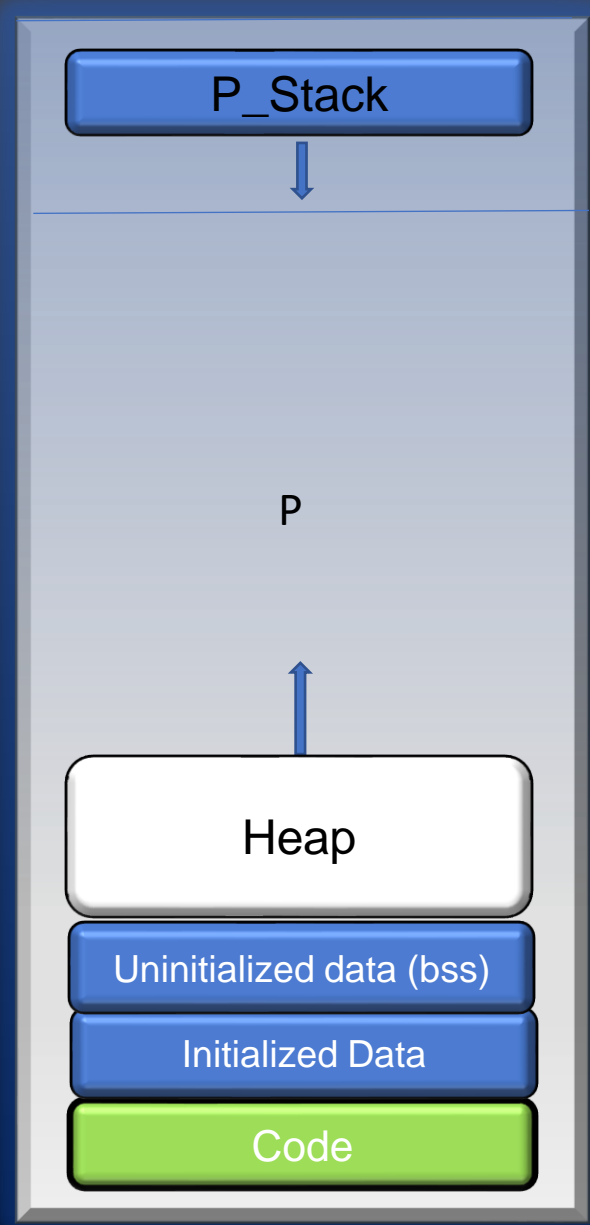 P_Stack
P
Heap
Uninitialized data (bss)
Initialized Data
Code